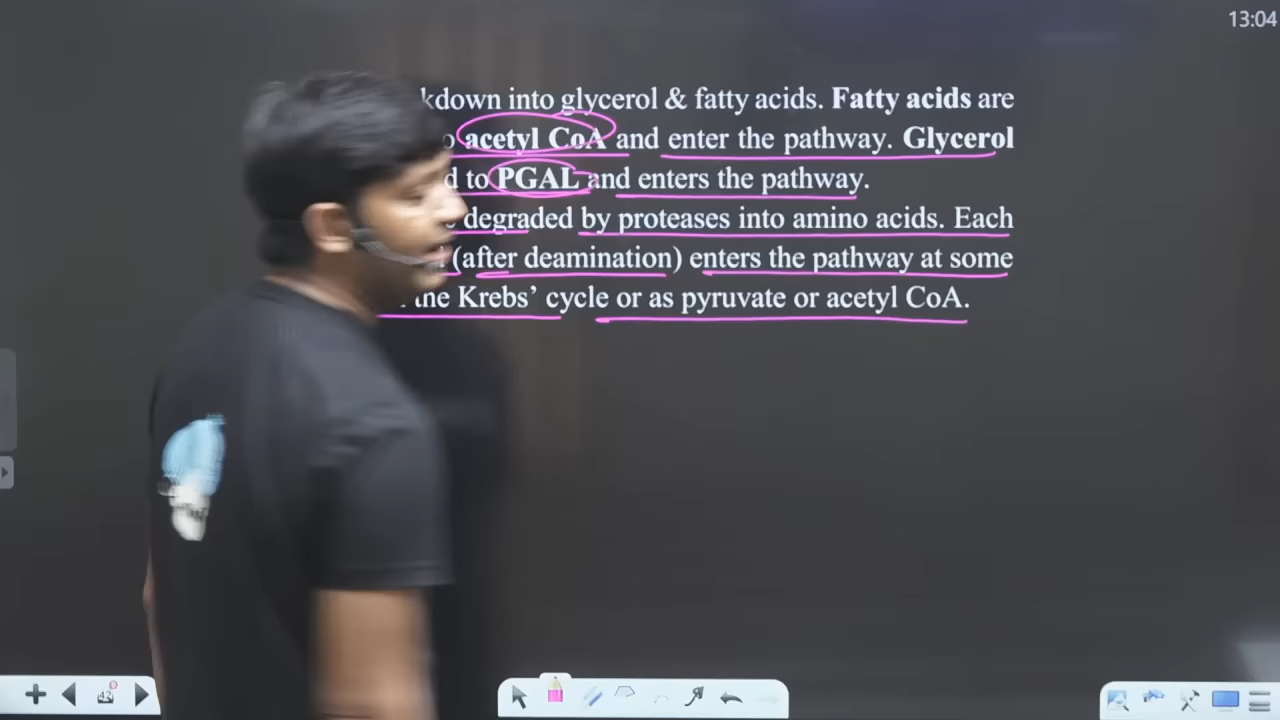 13:04
kdown into glycerol & fatty acids. Fatty acids are
o acetyl CoA and enter the pathway. Glycerol
d to PGAL and enters the pathway.
degraded by proteases into amino acids. Each
(after deamination) enters the pathway at some
the Krebs’ cycle or as pyruvate or acetyl CoA.